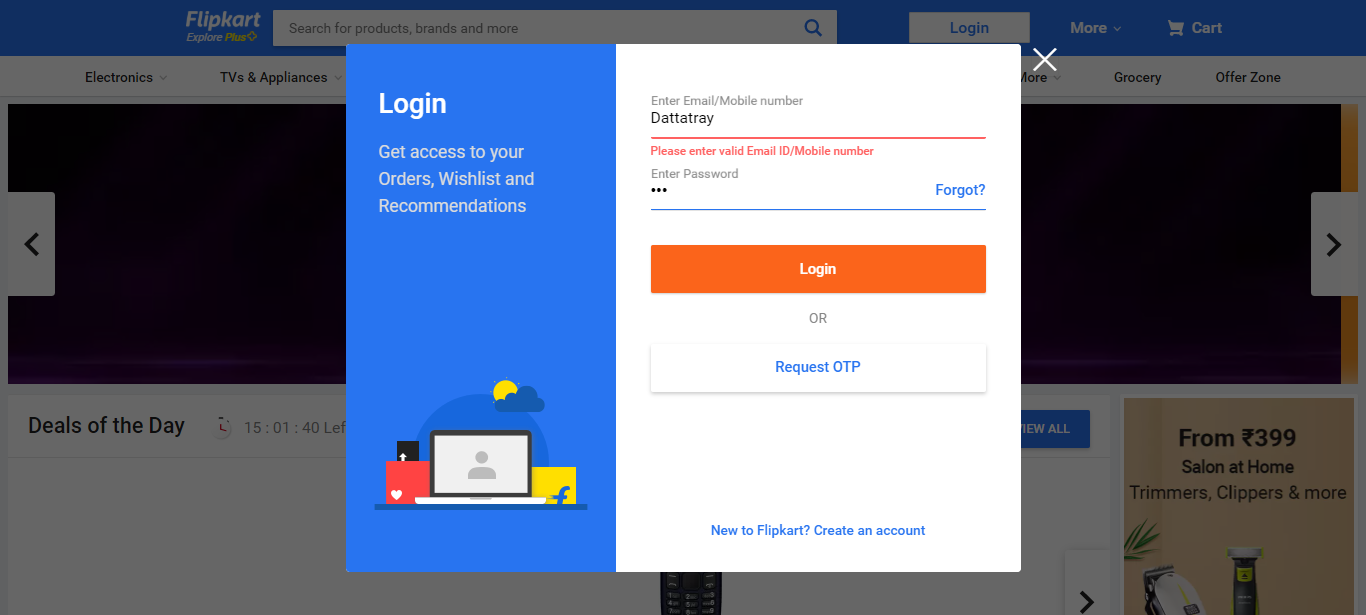 Flipkart
Explore Plus
Search for products, brands and more
Login
More
Cart
Electronics
TVs & Appliances
More
Grocery
Offer Zone
Login
Get access to your
Orders, Wishlist and
Recommendations
Enter Email/Mobile number
Dattatray
Please enter valid Email ID/Mobile number
Enter Password
•••
Forgot?
Login
OR
Request OTP
New to Flipkart? Create an account
Deals of the Day
15 : 01 : 40 Lef
VIEW ALL
From ₹399
Salon at Home
Trimmers, Clippers & more